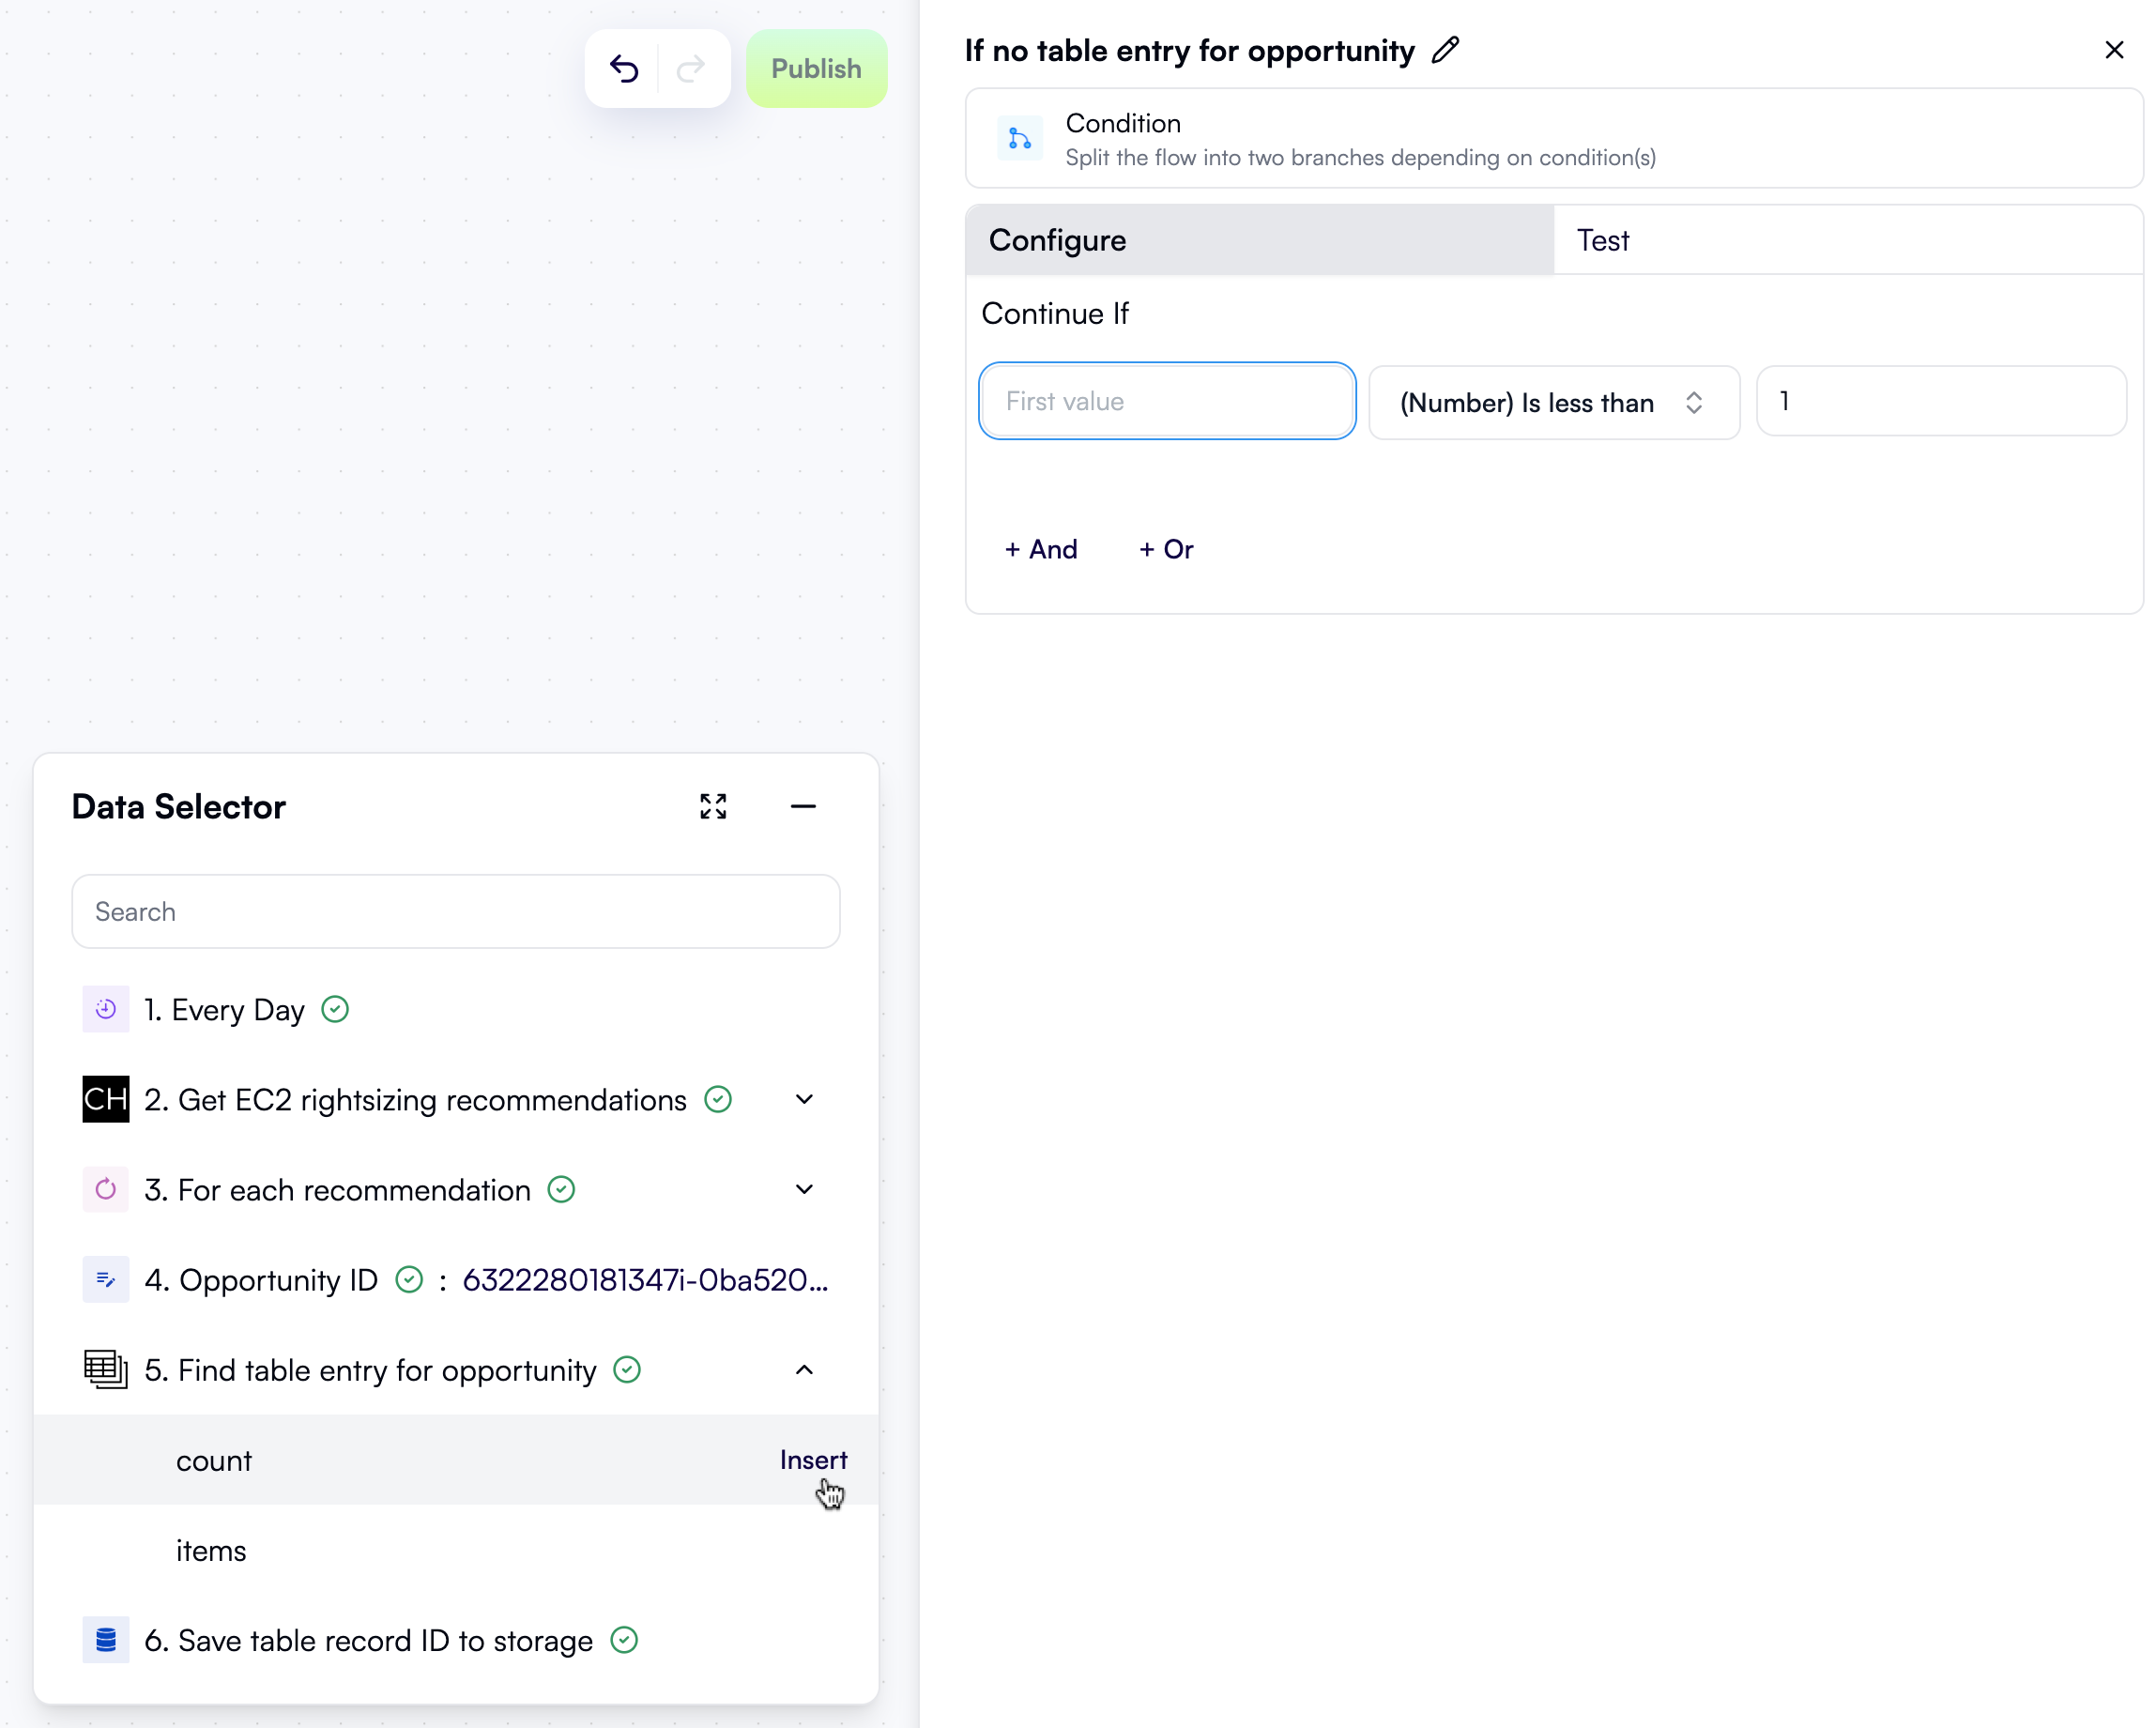 Publish
If no table entry for opportunity
Condition
Split the flow into two branches depending on condition(s)
Configure
Test
Continue If
First value
(Number) Is less than
1
+ And
+ Or
Data Selector
Search
1. Every Day
CH
2. Get EC2 rightsizing recommendations
3. For each recommendation
4. Opportunity ID : 6322280181347i-0ba520...
5. Find table entry for opportunity
count
Insert
items
6. Save table record ID to storage